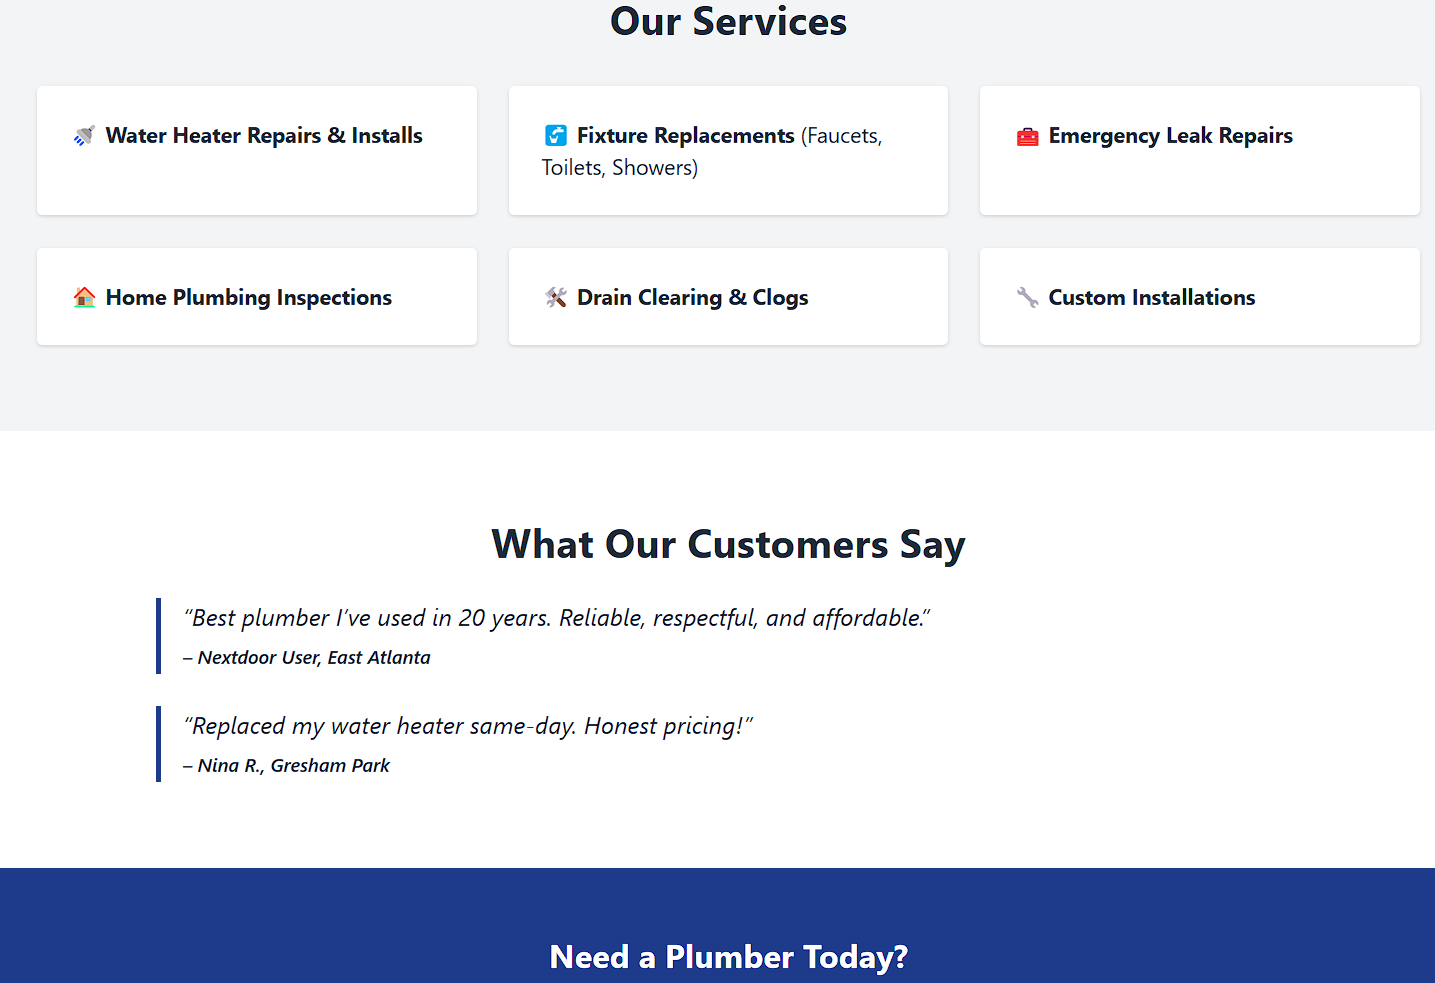 Our Services
Water Heater Repairs & Installs
Fixture Replacements (Faucets,
Toilets, Showers)
Emergency Leak Repairs
Home Plumbing Inspections
Drain Clearing & Clogs
Custom Installations
What Our Customers Say
“Best plumber I’ve used in 20 years. Reliable, respectful, and affordable.”
– Nextdoor User, East Atlanta
“Replaced my water heater same-day. Honest pricing!”
– Nina R., Gresham Park
Need a Plumber Today?